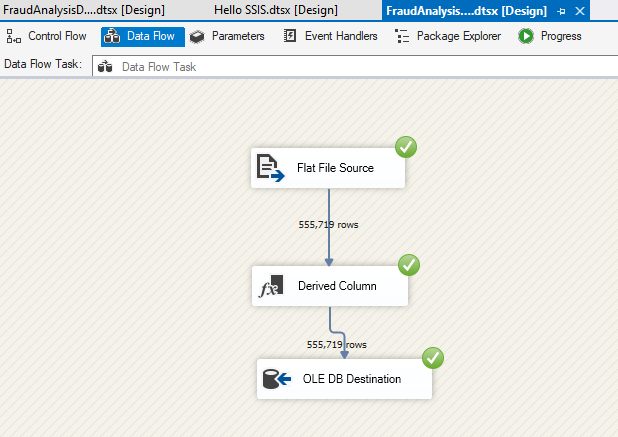 FraudAnalysisD....dtsx [Design] Hello SSIS.dtsx [Design] FraudAnalysis....dtsx [Design]
Control Flow Data Flow Parameters Event Handlers Package Explorer Progress
Data Flow Task: Data Flow Task
Flat File Source
555,719 rows
fx
Derived Column
555,719 rows
OLE DB Destination